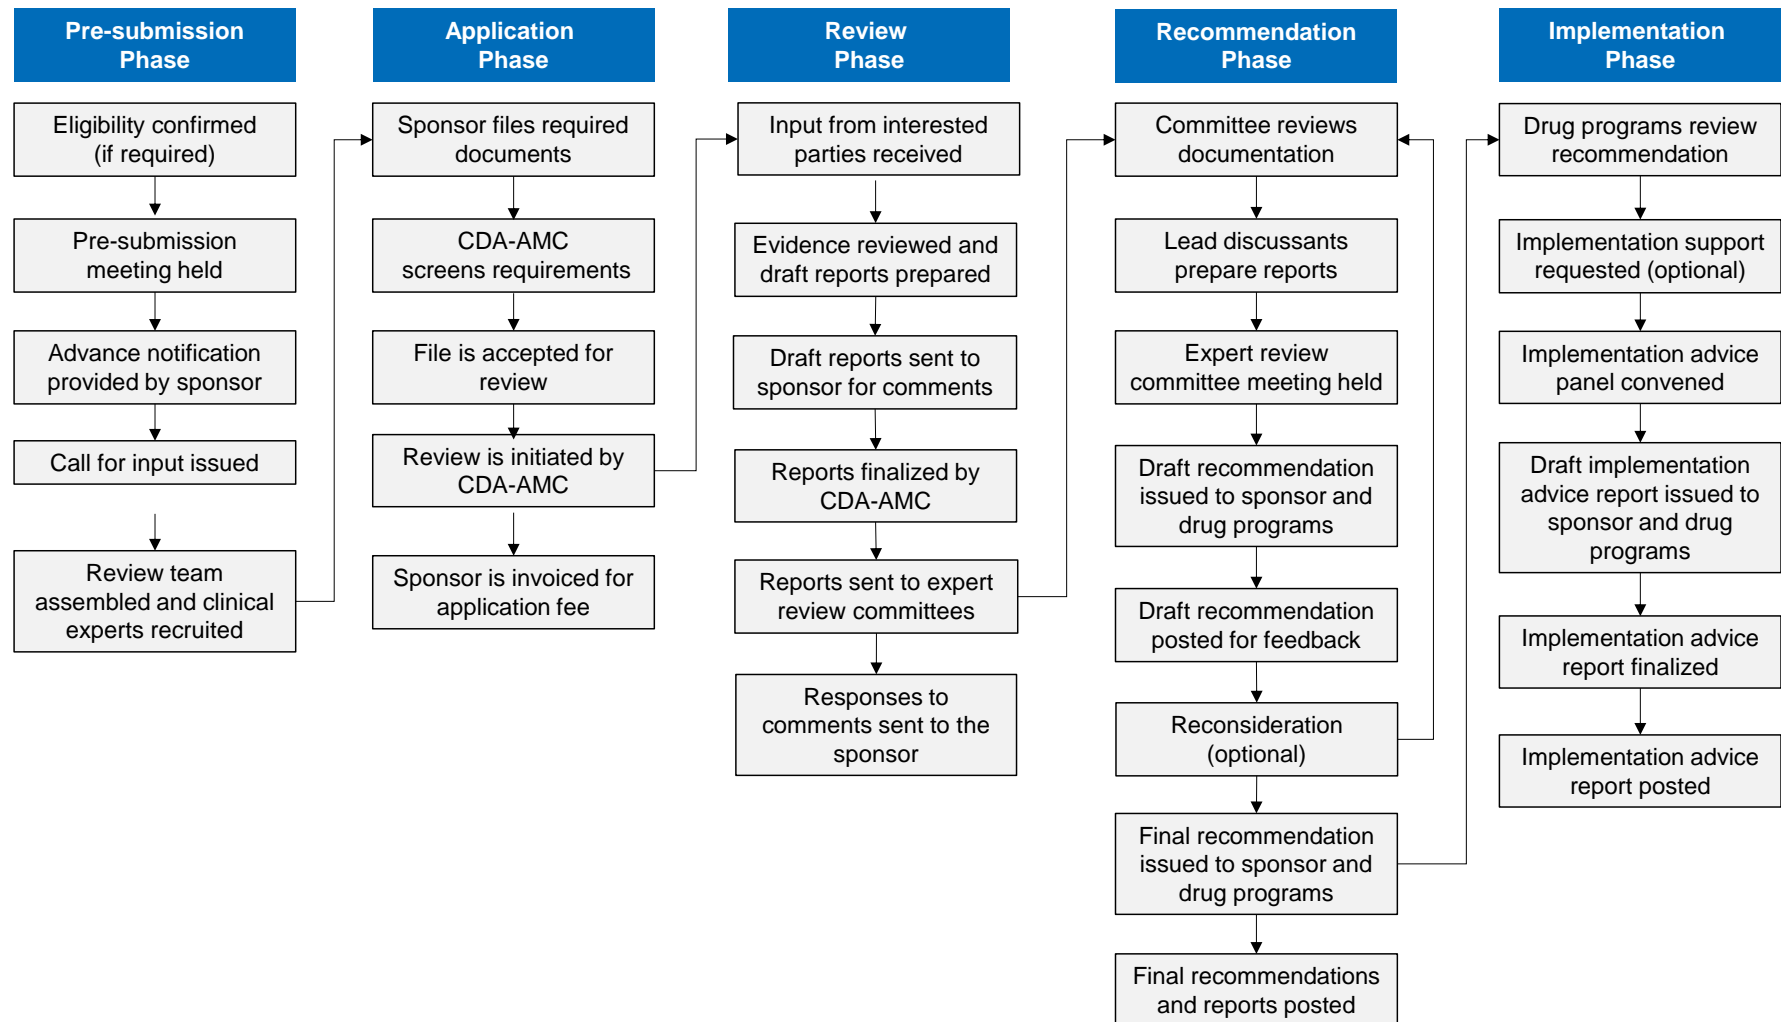 Pre-submission
Phase
Eligibility confirmed
(if required)
Pre-submission
meeting held
Advance notification
provided by sponsor
Call for input issued
Review team
assembled and clinical
experts recruited
Application
Phase
Sponsor files required
documents
CDA-AMC
screens requirements
File is accepted for
review
Review is initiated by
CDA-AMC
Sponsor is invoiced for
application fee
Review
Phase
Input from interested
parties received
Evidence reviewed and
draft reports prepared
Draft reports sent to
sponsor for comments
Reports finalized by
CDA-AMC
Reports sent to expert
review committees
Responses to
comments sent to the
sponsor
Recommendation
Phase
Committee reviews
documentation
Lead discussants
prepare reports
Expert review
committee meeting held
Draft recommendation
issued to sponsor and
drug programs
Draft recommendation
posted for feedback
Reconsideration
(optional)
Final recommendation
issued to sponsor and
drug programs
Final recommendations
and reports posted
Implementation
Phase
Drug programs review
recommendation
Implementation support
requested (optional)
Implementation advice
panel convened
Draft implementation
advice report issued to
sponsor and drug
programs
Implementation advice
report finalized
Implementation advice
report posted